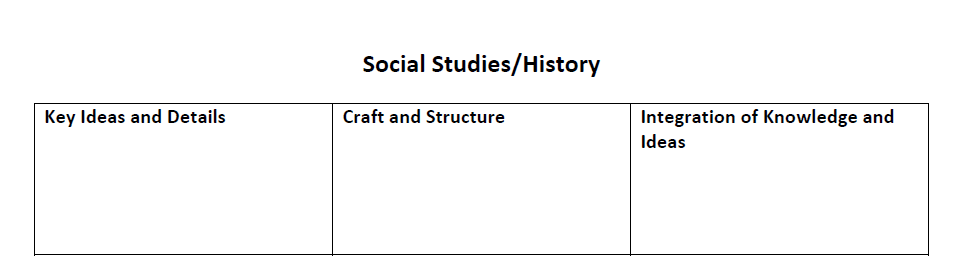 Social Studies/History
Key Ideas and Details
Craft and Structure
Integration of Knowledge and
Ideas